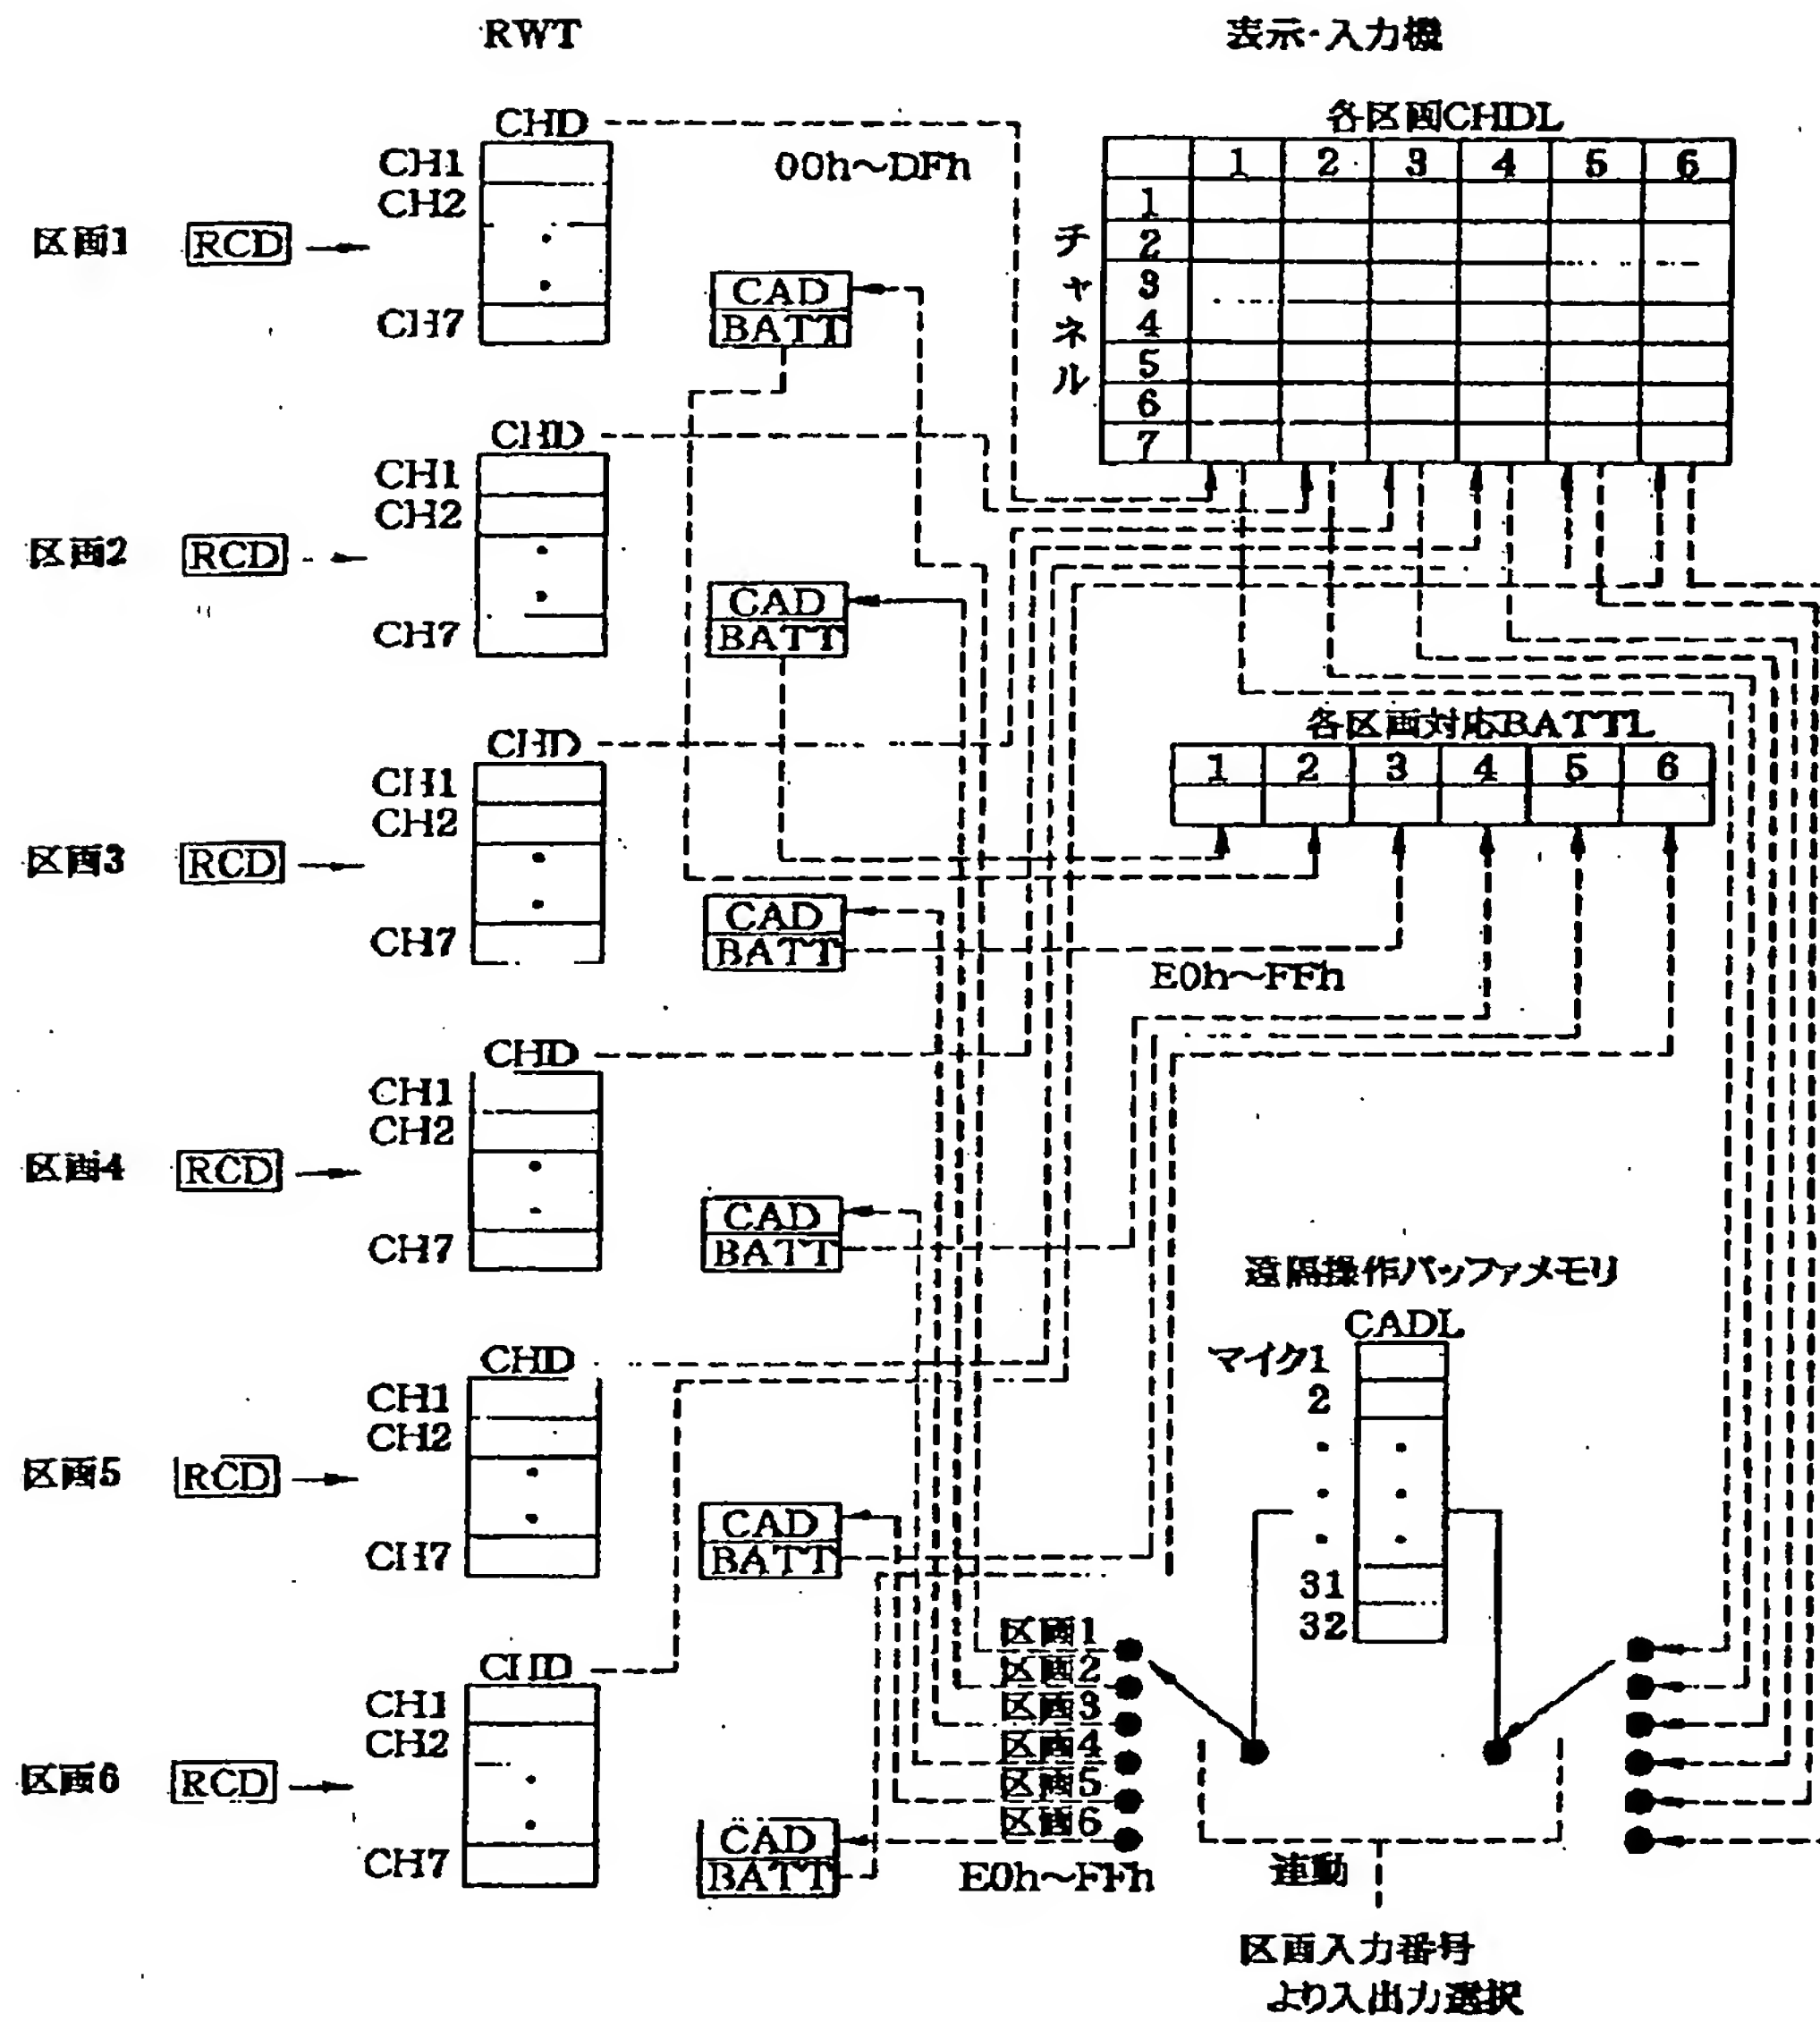 RWT
表示・入力機
CHD
00h～DFh
CH1
CH2
区画1
RCD
CH7
CAD
BATT
各区画CHDL
1 2 3 4 5 6
チャネル
1
2
3
4
5
6
7
CHD
CH1
CH2
区画2
RCD
CH7
CAD
BATT
各区画対応BATTL
1 2 3 4 5 6
CHD
CH1
CH2
区画3
RCD
CH7
CAD
BATT
E0h～FFh
CHD
CH1
CH2
区画4
RCD
CH7
CAD
BATT
遠隔操作バッファメモリ
CADL
マイク1
2
31
32
CHD
CH1
CH2
区画5
RCD
CH7
CAD
BATT
区画1
区画2
区画3
区画4
区画5
区画6
CHD
CH1
CH2
区画6
RCD
CH7
CAD
BATT
E0h～FFh
連動
区画入力番号
より入出力選択